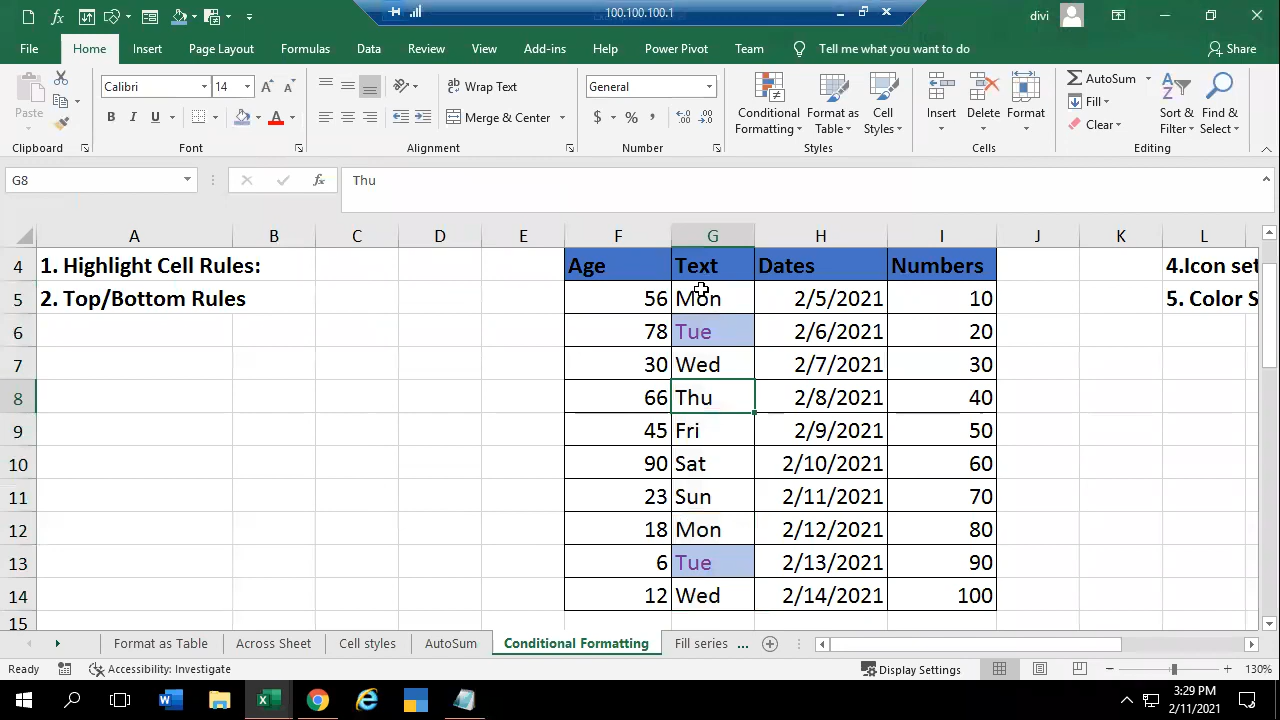 100.100.100.1
divi
File Home Insert Page Layout Formulas Data Review View Add-ins Help Power Pivot Team Tell me what you want to do Share
Paste
Calibri 14
Wrap Text
General
Merge & Center
Conditional Formatting
Format as Table
Cell Styles
Insert Delete Format
AutoSum
Fill
Clear
Sort & Filter
Find & Select
Clipboard Font Alignment Number Styles Cells Editing
G8 fx Thu
A B C D E F G H I J K L
4 1. Highlight Cell Rules: Age Text Dates Numbers 4.Icon set
5 2. Top/Bottom Rules 56 Mon 2/5/2021 10 5. Color S
6 78 Tue 2/6/2021 20
7 30 Wed 2/7/2021 30
8 66 Thu 2/8/2021 40
9 45 Fri 2/9/2021 50
10 90 Sat 2/10/2021 60
11 23 Sun 2/11/2021 70
12 18 Mon 2/12/2021 80
13 6 Tue 2/13/2021 90
14 12 Wed 2/14/2021 100
15
Format as Table Across Sheet Cell styles AutoSum Conditional Formatting Fill series ...
Ready Accessibility: Investigate Display Settings 130%
3:29 PM
2/11/2021